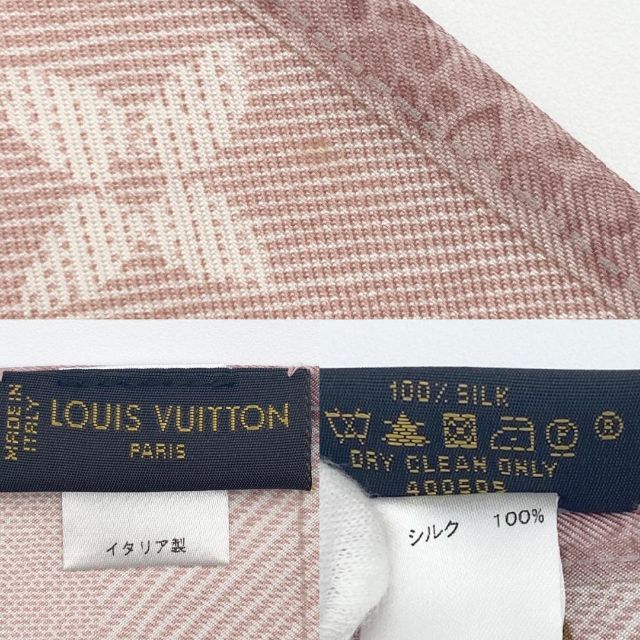 MADE IN
ITALY
LOUIS VUITTON
PARIS
イタリア製
100% SILK
DRY CLEAN ONLY
400505
シルク 100%